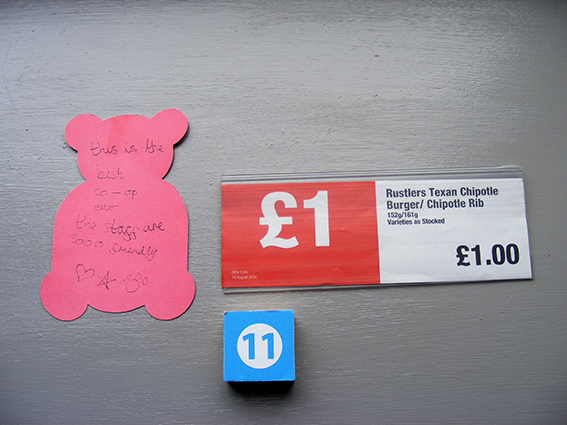 this is the
best
co-op
ever
the staff are
sooo friendly
£1
Rustlers Texan Chipotle
Burger/ Chipotle Rib
152g/161g
Varieties as Stocked
£1.00
11